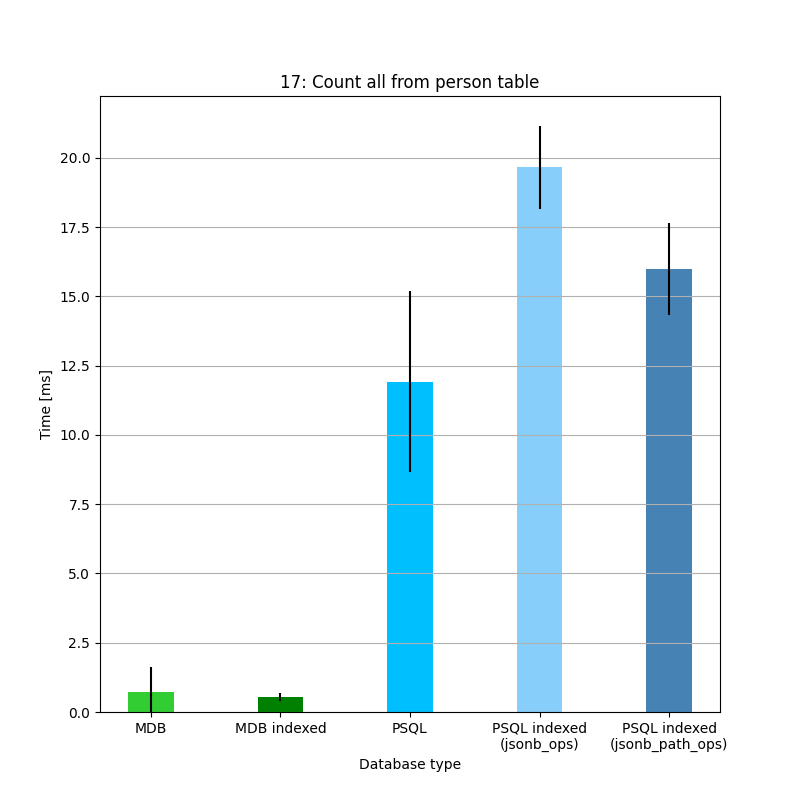 17: Count all from person table
Time [ms]
20.0
17.5
15.0
12.5
10.0
7.5
5.0
2.5
0.0
MDB
MDB indexed
PSQL
PSQL indexed
(jsonb_ops)
PSQL indexed
(jsonb_path_ops)
Database type